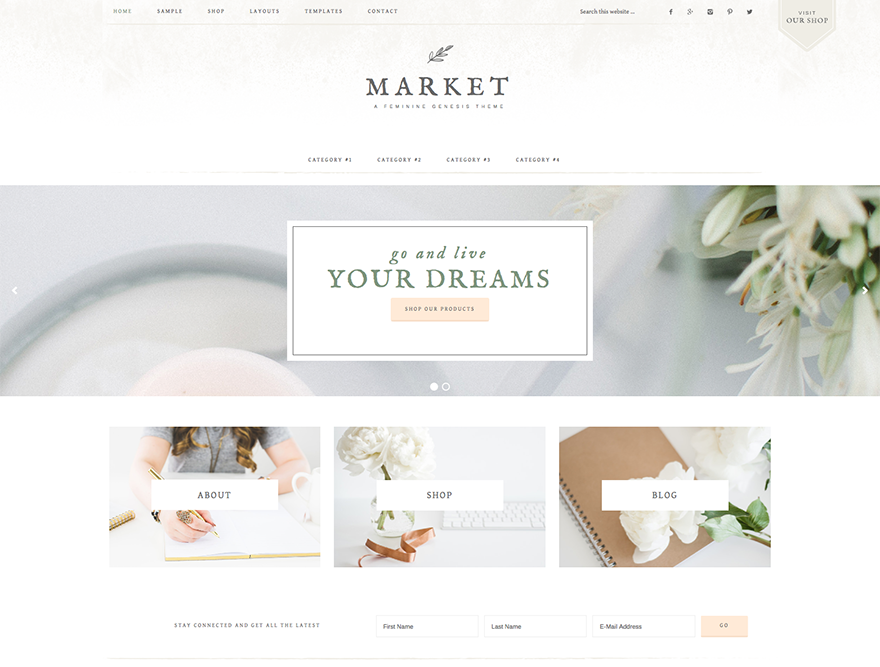 HOME SAMPLE SHOP LAYOUTS TEMPLATES CONTACT Search this website ...
VISIT
OUR SHOP
MARKET
A FEMININE GENESIS THEME
CATEGORY #1 CATEGORY #2 CATEGORY #3 CATEGORY #4
go and live
YOUR DREAMS
SHOP OUR PRODUCTS
ABOUT SHOP BLOG
STAY CONNECTED AND GET ALL THE LATEST First Name Last Name E-Mail Address GO